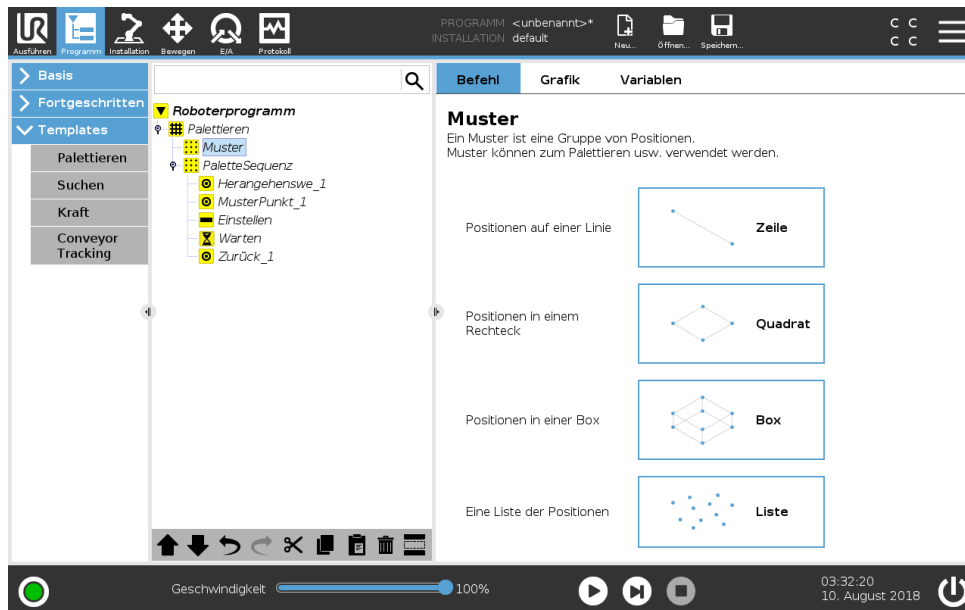 UR
Ausführen
Programm
Installation
Bewegen
E/A
Protokoll
PROGRAMM <unbenannt>*
INSTALLATION default
Neu...
öffnen...
Speichern...
C C
C C
Basis
Fortgeschritten
Templates
Palettieren
Suchen
Kraft
Conveyor
Tracking
Roboterprogramm
Palettieren
Muster
PaletteSequenz
Herangehenswe_1
MusterPunkt_1
Einstellen
Warten
Zurück_1
Befehl Grafik Variablen
Muster
Ein Muster ist eine Gruppe von Positionen.
Muster können zum Palettieren usw. verwendet werden.
Positionen auf einer Linie
Zeile
Positionen in einem
Rechteck
Quadrat
Positionen in einer Box
Box
Eine Liste der Positionen
Liste
Geschwindigkeit
100%
03:32:20
10. August 2018